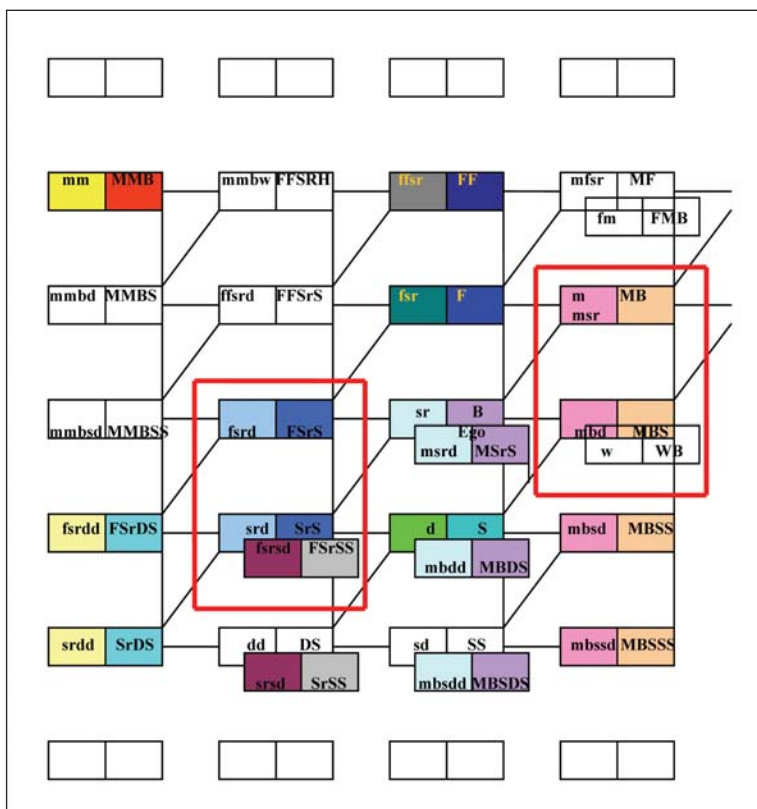 mm MMB mmbw FFSRH ffsr FF mfsr MF
fm FMB
mmbd MMBS ffsrd FFSrS fsr F m MB
msr
mmbsd MMBSS fsrd FSrS sr B mbd MBS
Ego
msrd MSrS w WB
fsrdd FSrDS srd SrS d S mbsd MBSS
fsrsd FSrSS mbdd MBDS
srdd SrDS dd DS sd SS mbssd MBSSS
srsd SrSS mbsdd MBSDS